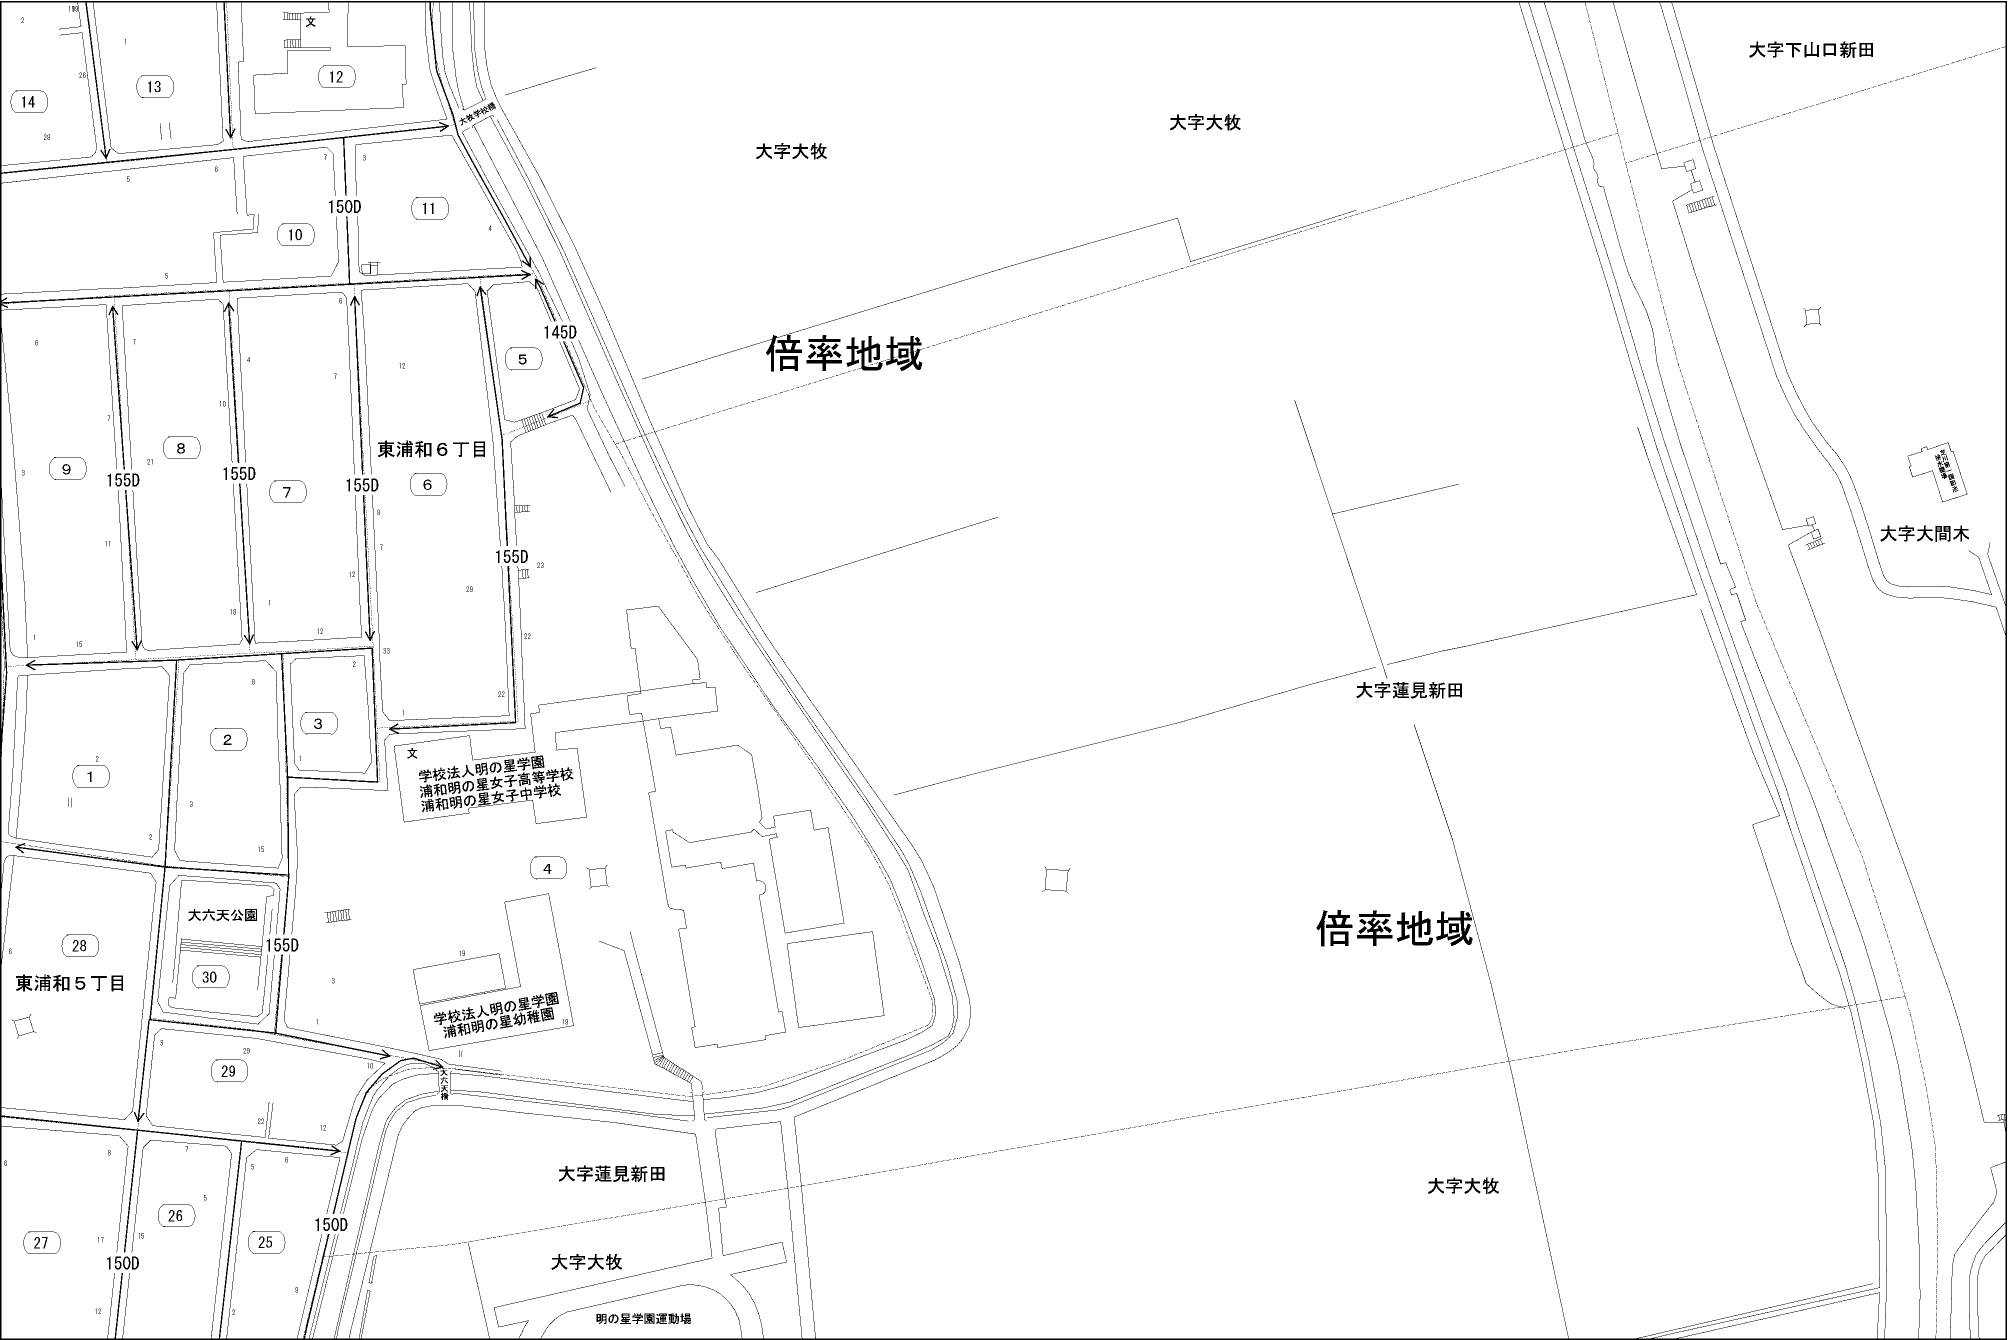 文
大字下山口新田
12
13
14
大牧学校橋
大字大牧
大字大牧
150D
11
10
145D
倍率地域
5
東浦和6丁目
8
9
155D
155D
155D
6
7
155D
大字大間木
大字蓮見新田
3
2
1
文
学校法人明の星学園
浦和明の星女子高等学校
浦和明の星女子中学校
4
大六天公園
倍率地域
28
155D
30
東浦和5丁目
学校法人明の星学園
浦和明の星幼稚園
29
大六天橋
大字蓮見新田
大字大牧
26
150D
27
25
150D
大字大牧
明の星学園運動場